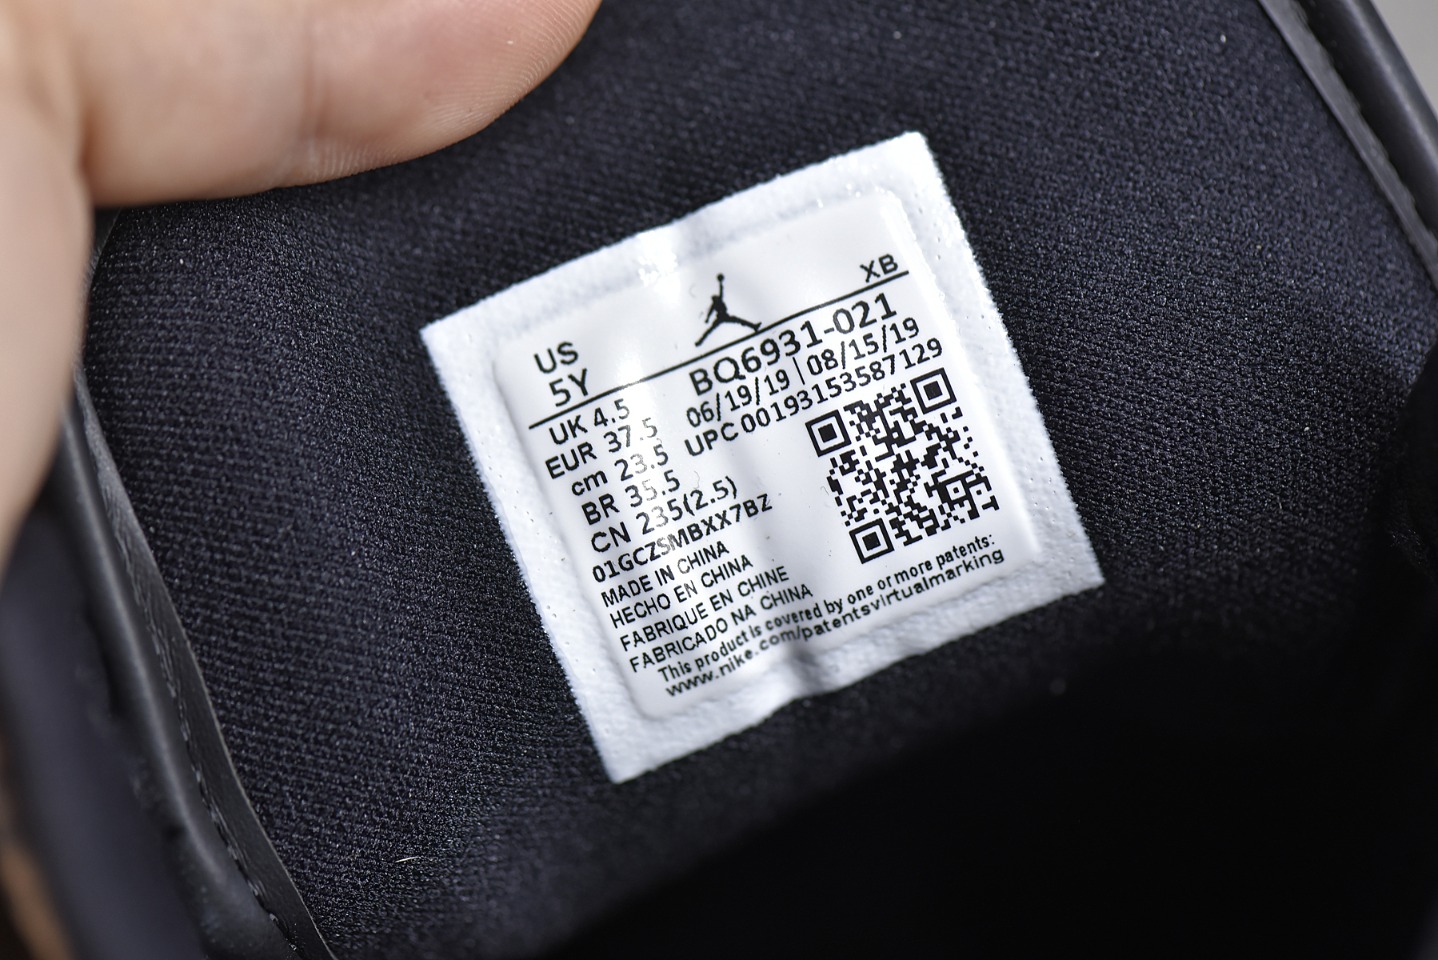 XB
US
5Y
BQ6931-021
UK 4.5
06/19/19 | 08/15/19
EUR 37.5
UPC 00193153587129
cm 23.5
BR 35.5
CN 235(2.5)
01GCZSMBXX7BZ
MADE IN CHINA
HECHO EN CHINA
FABRIQUE EN CHINE
FABRICADO NA CHINA
This product is covered by one or more patents:
www.nike.com/patentsvirtualmarking